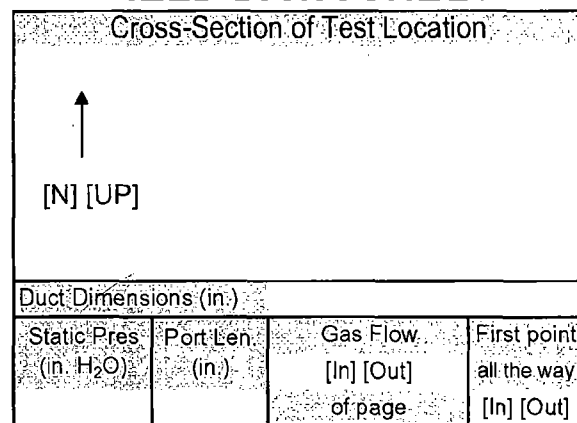 Cross-Section of Test Location
[N] [UP]
Duct Dimensions (in.)
Static Pres.
(in. H₂O)
Port Len.
(in.)
Gas Flow
[In] [Out]
of page
First point
all the way
[In] [Out]